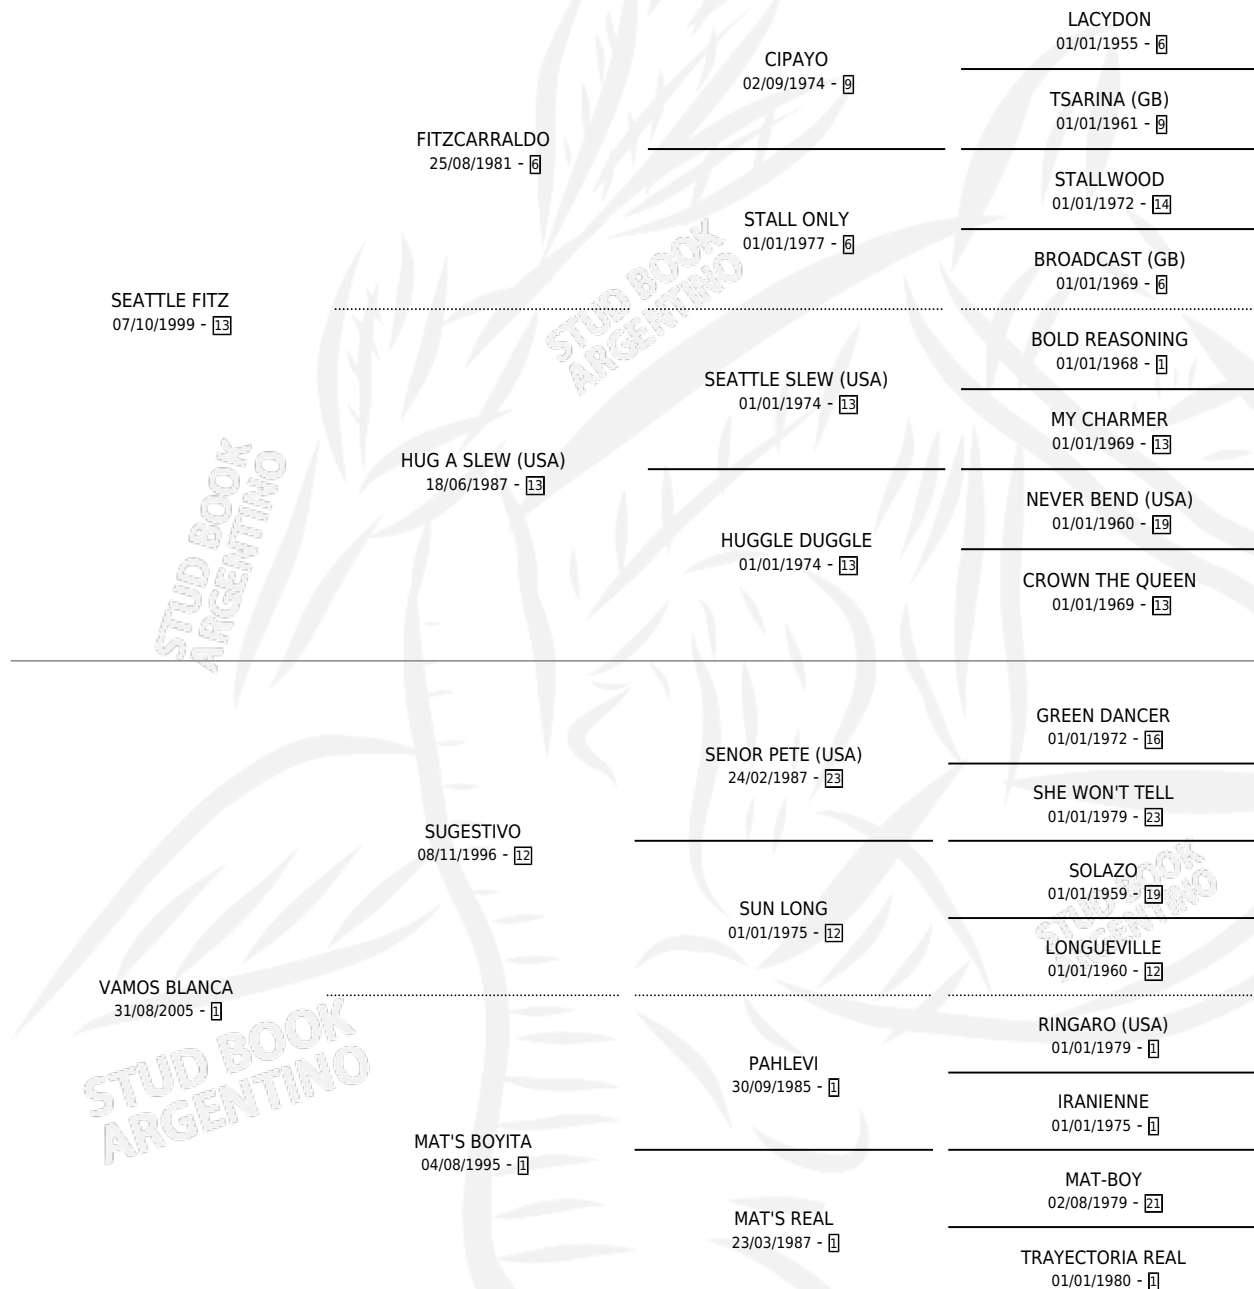 SEATTLE FITZ
07/10/1999 - 13
FITZCARRALDO
25/08/1981 - 6
CIPAYO
02/09/1974 - 9
LACYDON
01/01/1955 - 6
TSARINA (GB)
01/01/1961 - 9
STALL ONLY
01/01/1977 - 6
STALLWOOD
01/01/1972 - 14
BROADCAST (GB)
01/01/1969 - 6
HUG A SLEW (USA)
18/06/1987 - 13
SEATTLE SLEW (USA)
01/01/1974 - 13
BOLD REASONING
01/01/1968 - 1
MY CHARMER
01/01/1969 - 13
HUGGLE DUGGLE
01/01/1974 - 13
NEVER BEND (USA)
01/01/1960 - 19
CROWN THE QUEEN
01/01/1969 - 13
VAMOS BLANCA
31/08/2005 - 1
SUGESTIVO
08/11/1996 - 12
SENOR PETE (USA)
24/02/1987 - 23
GREEN DANCER
01/01/1972 - 16
SHE WON'T TELL
01/01/1979 - 23
SUN LONG
01/01/1975 - 12
SOLAZO
01/01/1959 - 19
LONGUEVILLE
01/01/1960 - 12
MAT'S BOYITA
04/08/1995 - 1
PAHLEVI
30/09/1985 - 1
RINGARO (USA)
01/01/1979 - 1
IRANIENNE
01/01/1975 - 1
MAT'S REAL
23/03/1987 - 1
MAT-BOY
02/08/1979 - 21
TRAYECTORIA REAL
01/01/1980 - 1
STUD BOOK
ARGENTINO
STUD BOOK
ARGENTINO
STUD BOOK
ARGENTINO
STUD BOOK
ARGENTINO